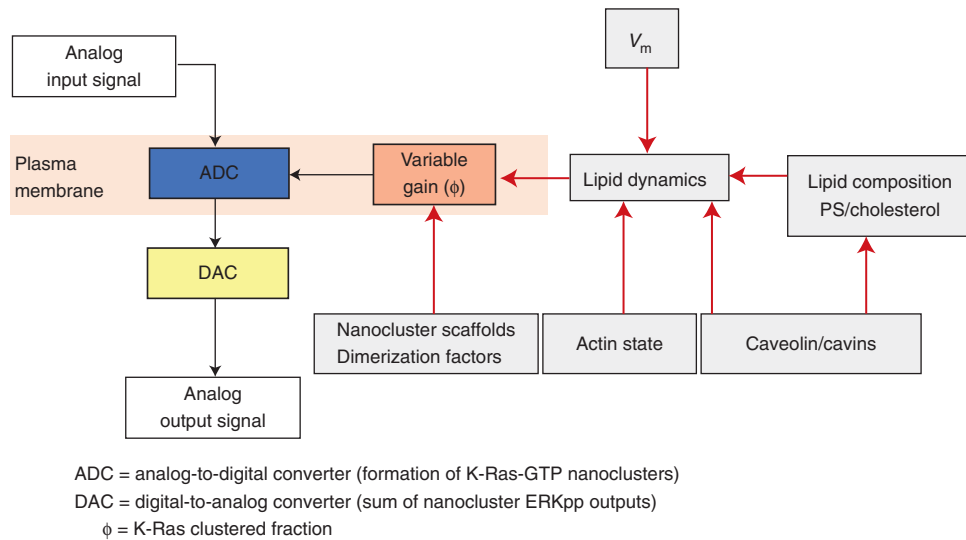 Analog
input signal
V_m
Plasma
membrane
ADC
Variable
gain (ϕ)
Lipid dynamics
Lipid composition
PS/cholesterol
DAC
Nanocluster scaffolds
Dimerization factors
Actin state
Caveolin/cavins
Analog
output signal
ADC = analog-to-digital converter (formation of K-Ras-GTP nanoclusters)
DAC = digital-to-analog converter (sum of nanocluster ERKpp outputs)
ϕ = K-Ras clustered fraction